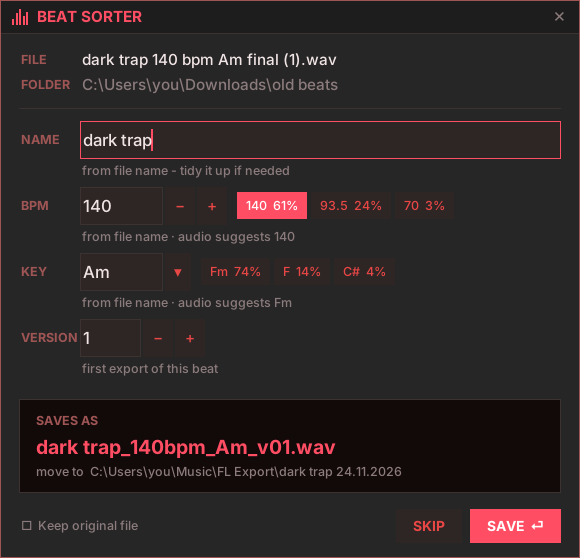 BEAT SORTER ✕
FILE dark trap 140 bpm Am final (1).wav
FOLDER C:\Users\you\Downloads\old beats
NAME dark trap
from file name - tidy it up if needed
BPM 140 − + 140 61% 93.5 24% 70 3%
from file name · audio suggests 140
KEY Am ▼ Fm 74% F 14% C# 4%
from file name · audio suggests Fm
VERSION 1 − +
first export of this beat
SAVES AS
dark trap_140bpm_Am_v01.wav
move to C:\Users\you\Music\FL Export\dark trap 24.11.2026
☐ Keep original file SKIP SAVE ⏎